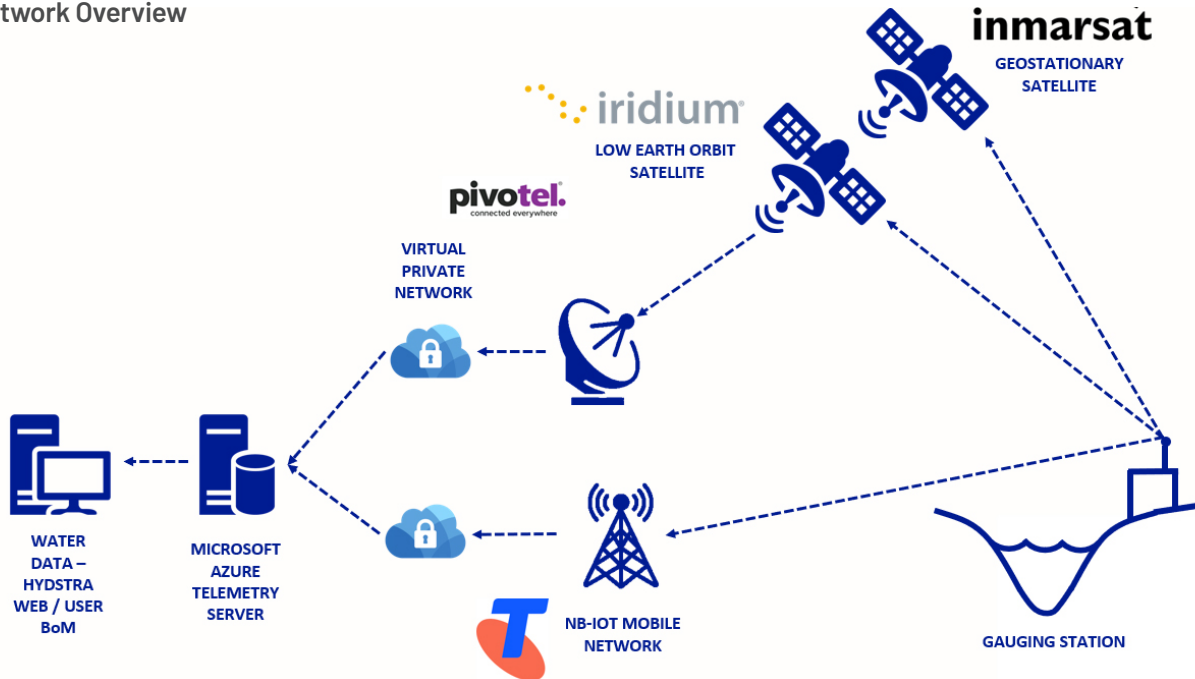 twork Overview
inmarsat
GEOSTATIONARY
SATELLITE
iridium
LOW EARTH ORBIT
SATELLITE
pivotel.
connected everywhere
VIRTUAL
PRIVATE
NETWORK
WATER
DATA –
HYDSTRA
WEB / USER
BoM
MICROSOFT
AZURE
TELEMETRY
SERVER
T
NB-IOT MOBILE
NETWORK
GAUGING STATION